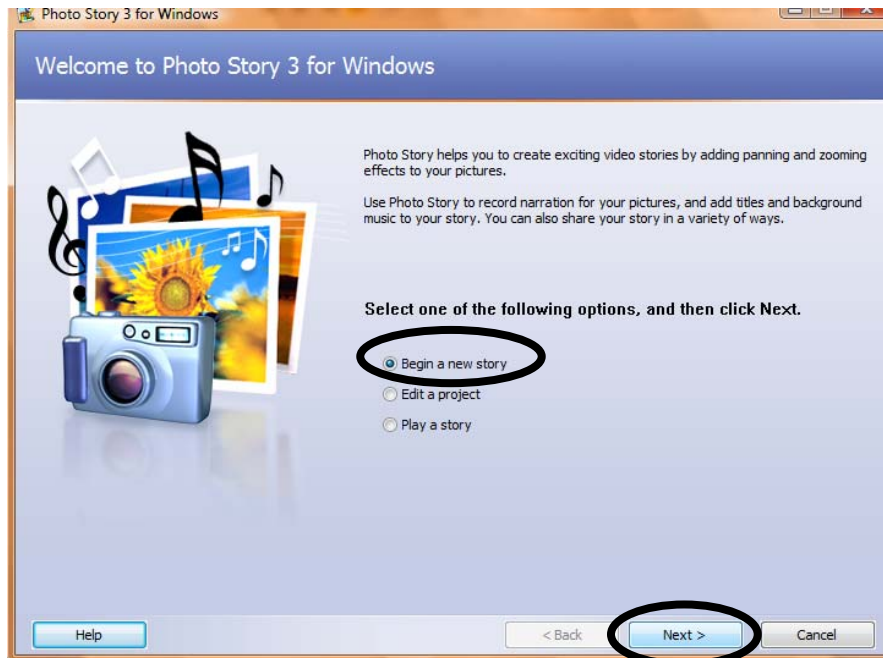 Photo Story 3 for Windows
Welcome to Photo Story 3 for Windows
Photo Story helps you to create exciting video stories by adding panning and zooming
effects to your pictures.
Use Photo Story to record narration for your pictures, and add titles and background
music to your story. You can also share your story in a variety of ways.
Select one of the following options, and then click Next.
Begin a new story
Edit a project
Play a story
Help
< Back
Next >
Cancel